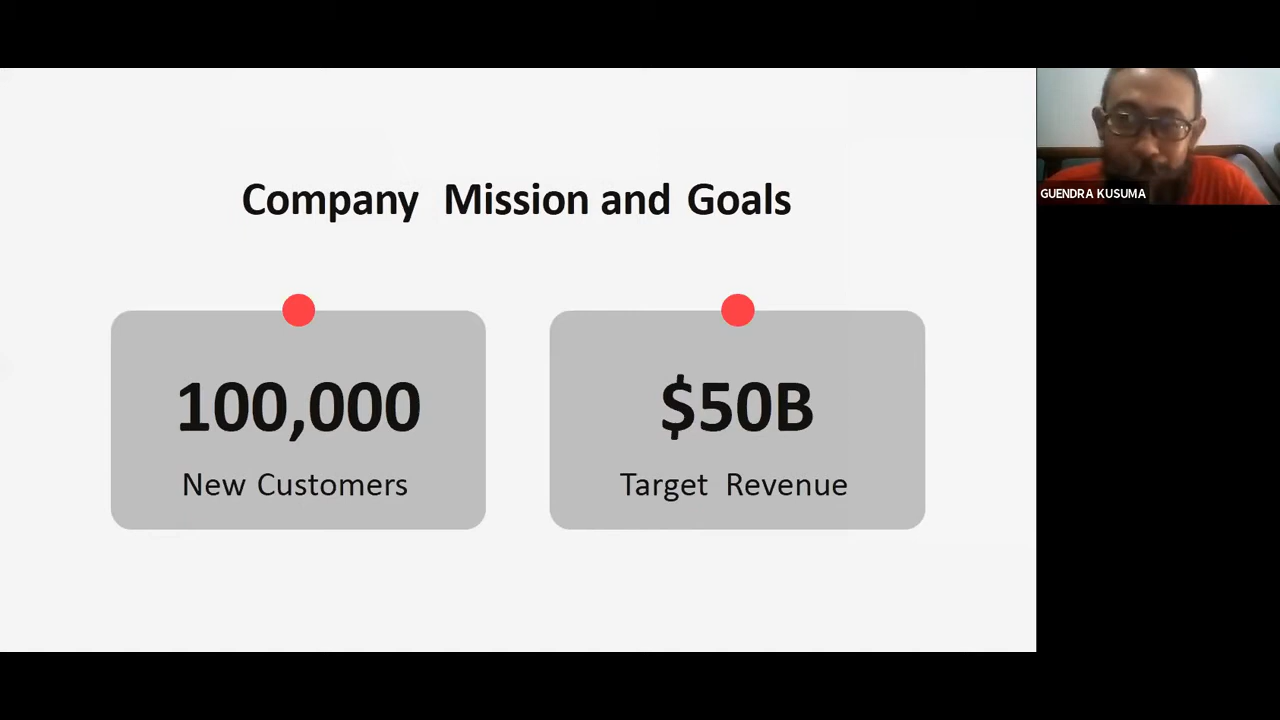 Company Mission and Goals
100,000
New Customers
$50B
Target Revenue
GUENDRA KUSUMA